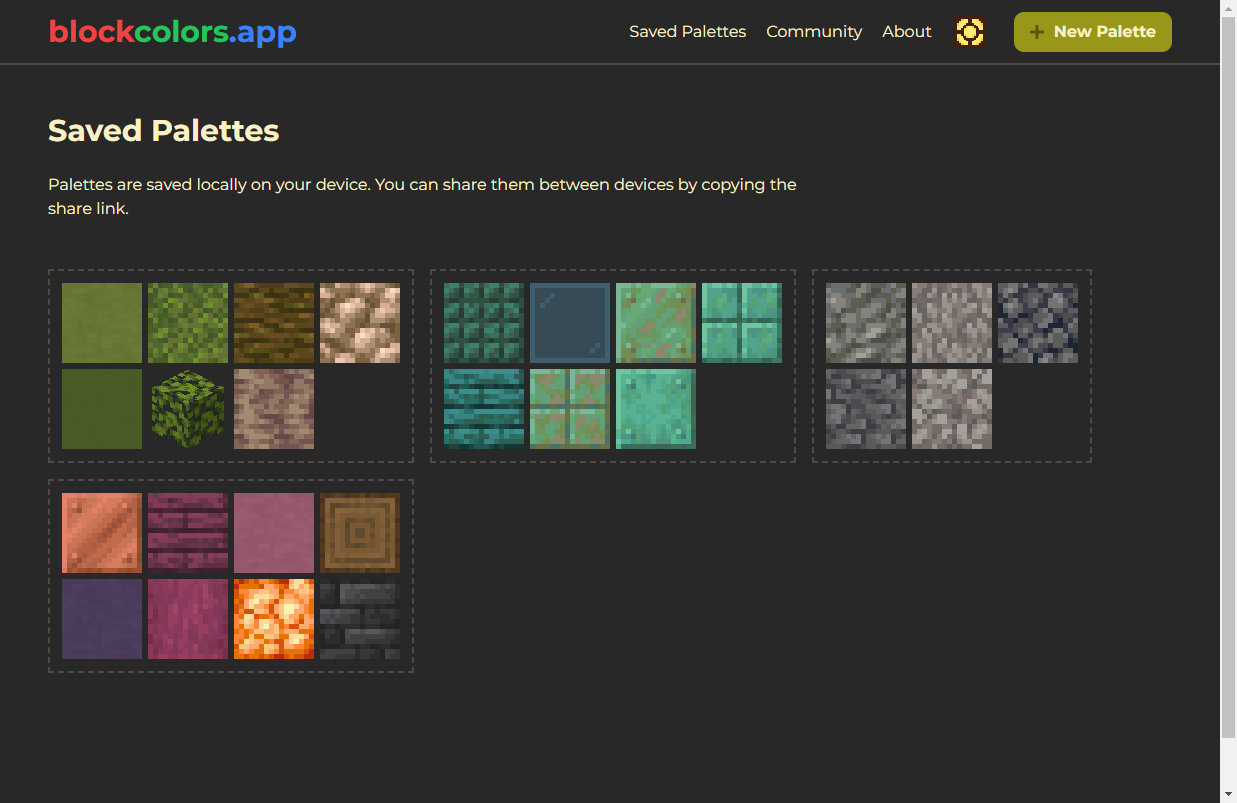 blockcolors.app
Saved Palettes
Community
About
+ New Palette
Saved Palettes
Palettes are saved locally on your device. You can share them between devices by copying the
share link.